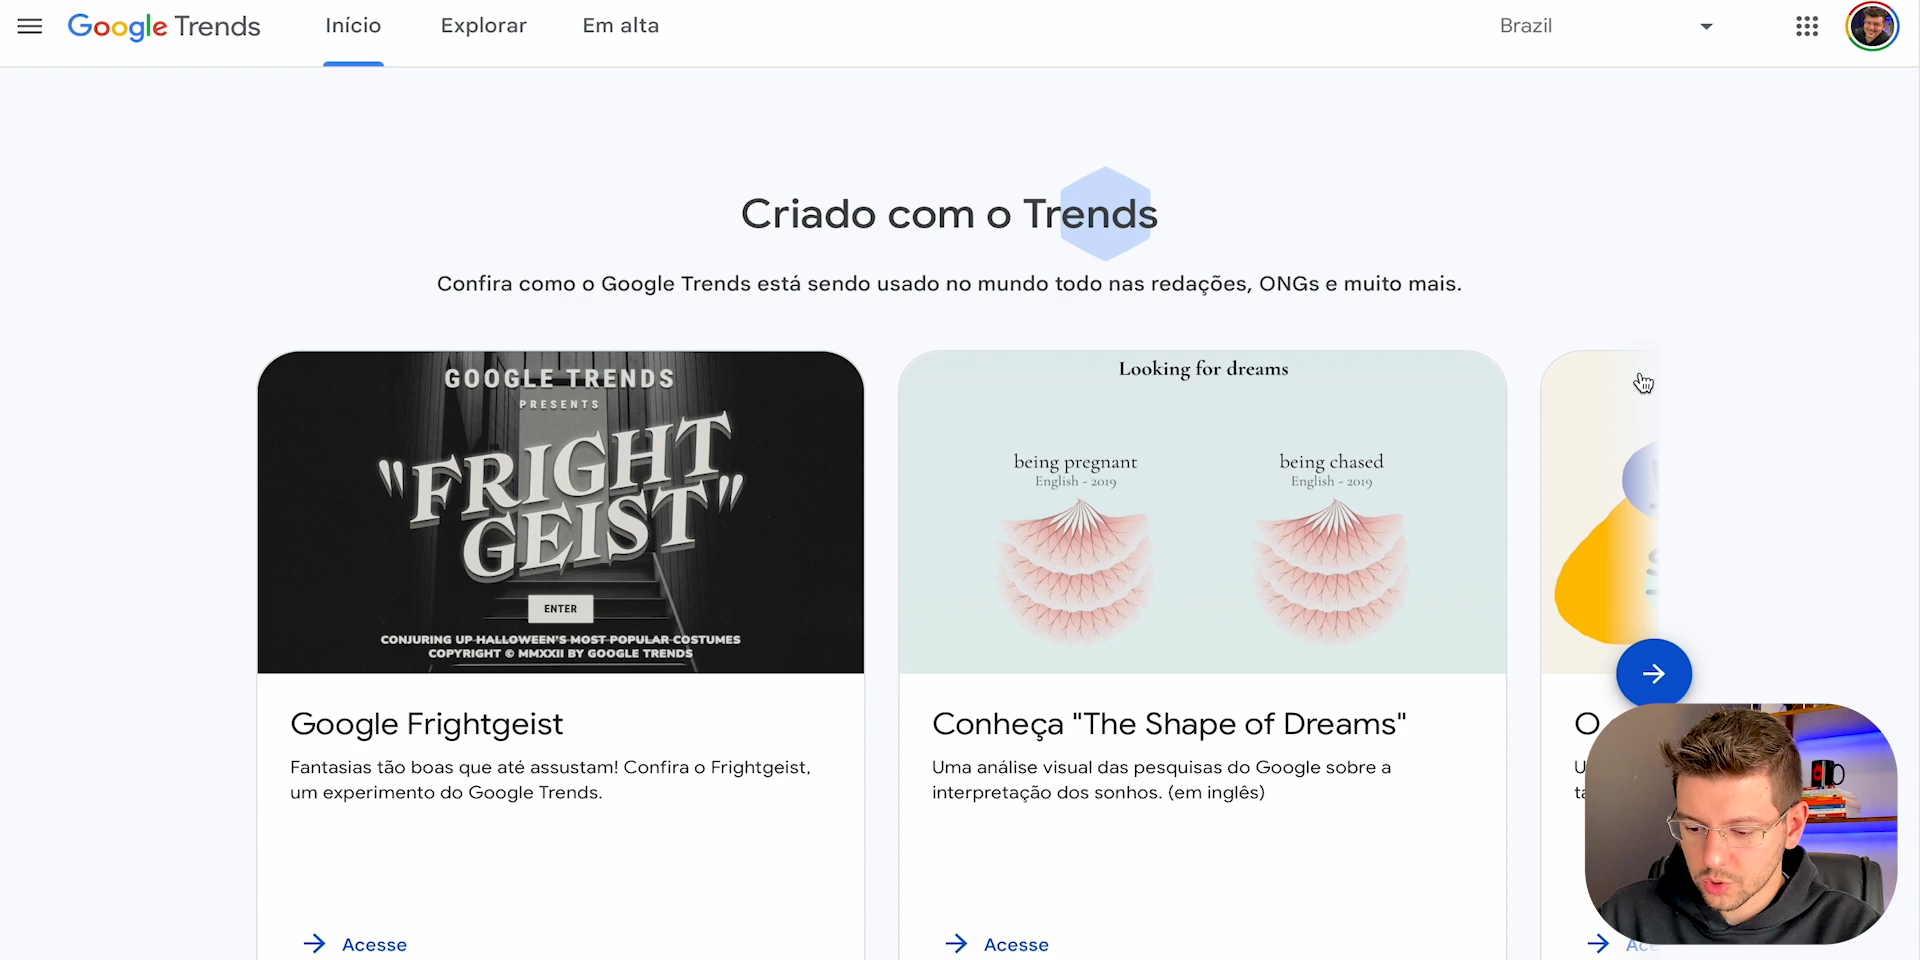 Google Trends
Início
Explorar
Em alta
Brazil
Criado com o Trends
Confira como o Google Trends está sendo usado no mundo todo nas redações, ONGs e muito mais.
GOOGLE TRENDS
PRESENTS
"FRIGHT
GEIST"
ENTER
CONJURING UP HALLOWEEN'S MOST POPULAR COSTUMES
COPYRIGHT © MMXXII BY GOOGLE TRENDS
Google Frightgeist
Fantasias tão boas que até assustam! Confira o Frightgeist,
um experimento do Google Trends.
Acesse
Looking for dreams
being pregnant
English - 2019
being chased
English - 2019
Conheça "The Shape of Dreams"
Uma análise visual das pesquisas do Google sobre a
interpretação dos sonhos. (em inglês)
Acesse
O